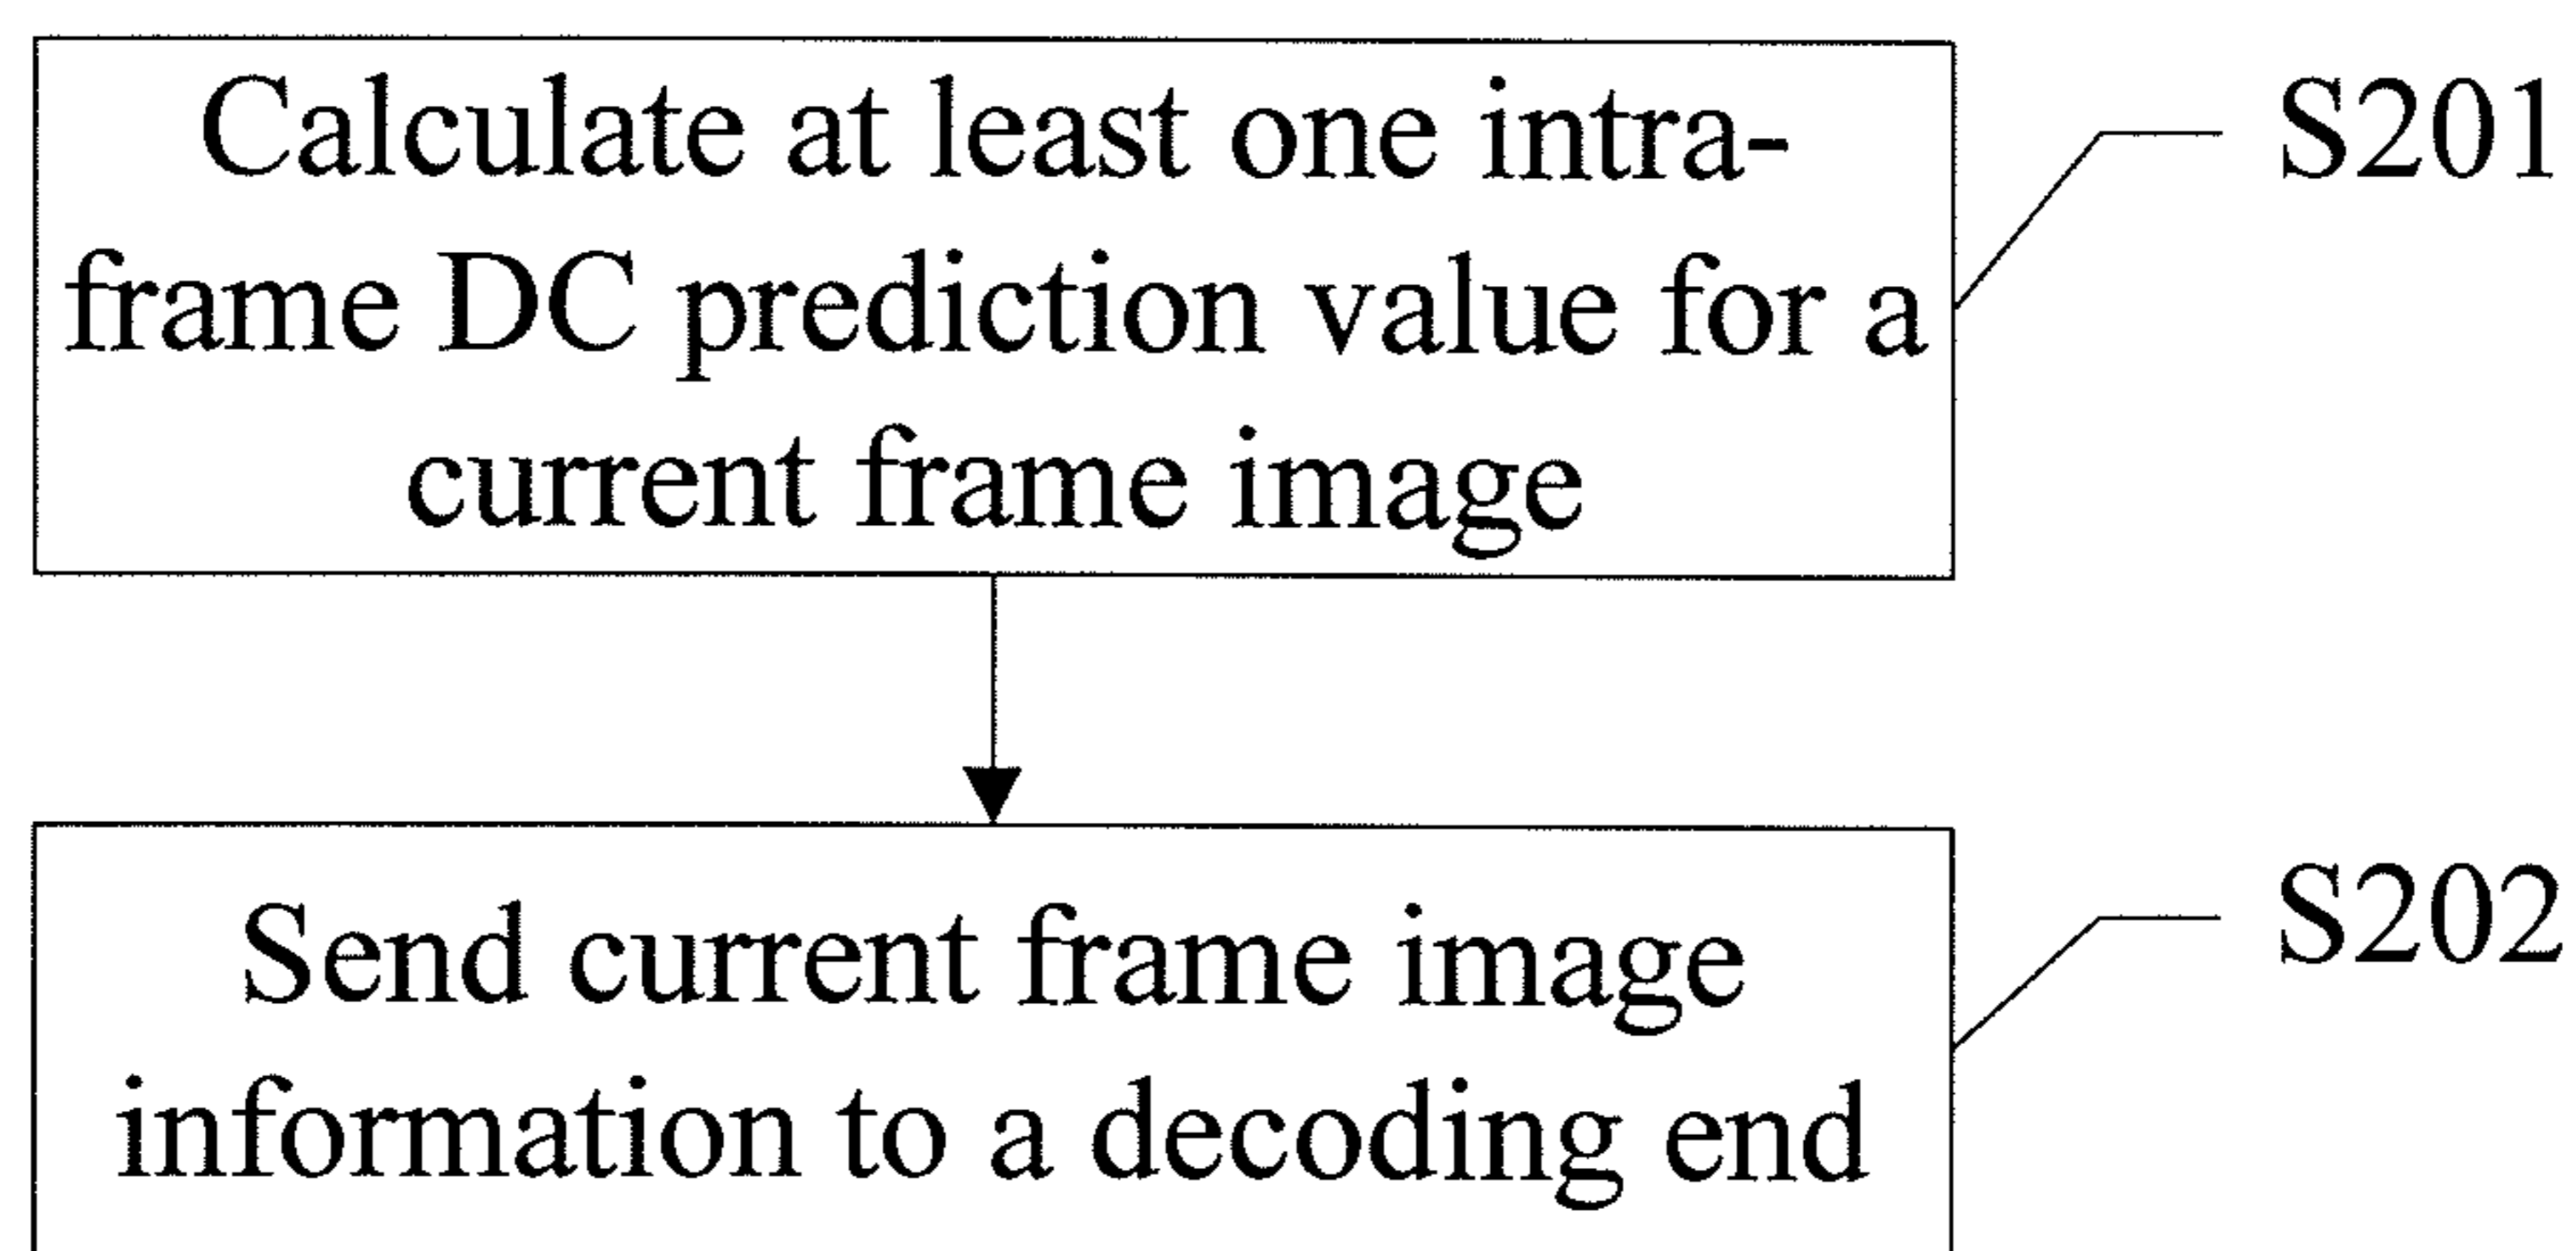 Calculate at least one intra-
frame DC prediction value for a
current frame image
S201
Send current frame image
information to a decoding end
S202